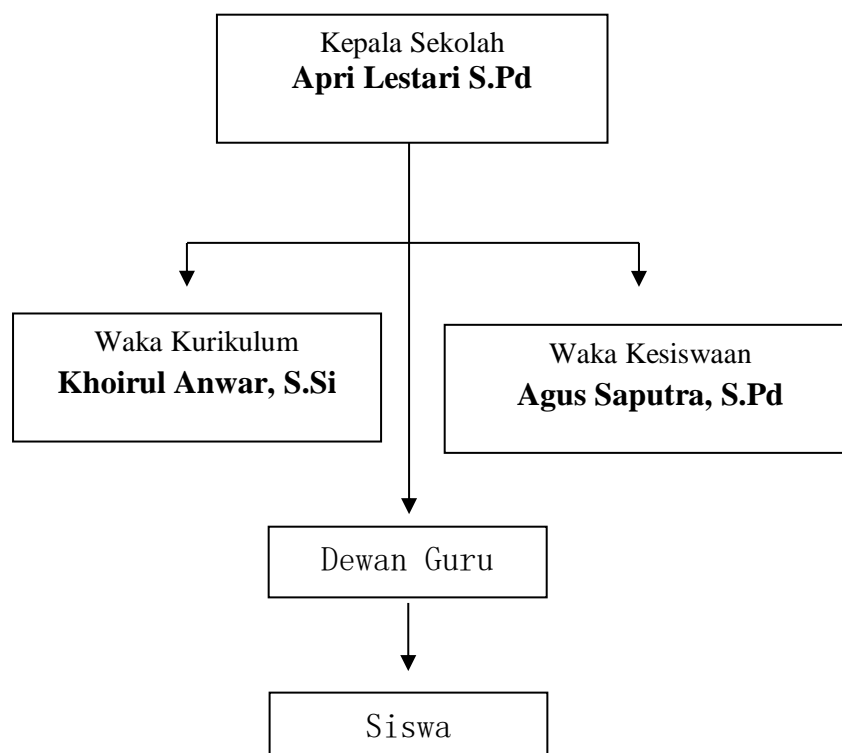 Kepala Sekolah
Apri Lestari S.Pd
Waka Kurikulum
Khoirul Anwar, S.Si
Waka Kesiswaan
Agus Saputra, S.Pd
Dewan Guru
Siswa